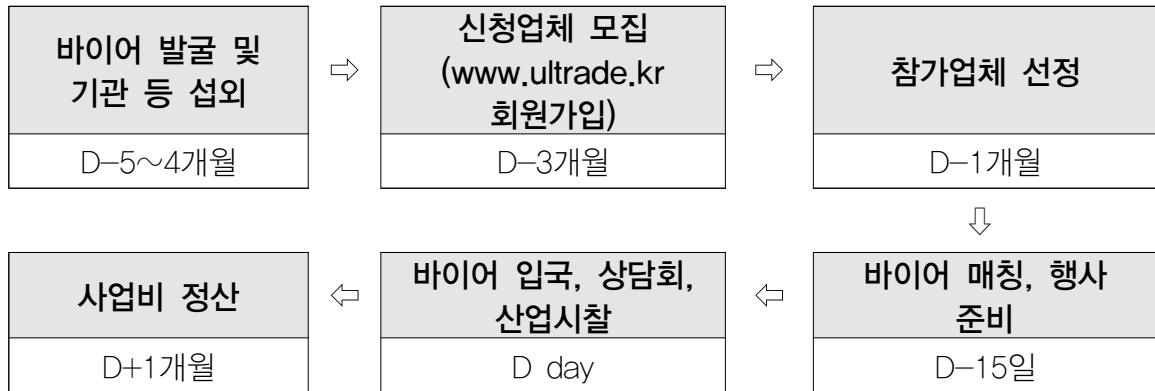 바이어 발굴 및
기관 등 섭외
D-5~4개월
⇨
신청업체 모집
(www.ultrade.kr
회원가입)
D-3개월
⇨
참가업체 선정
D-1개월
⇩
바이어 매칭, 행사
준비
D-15일
⇦
바이어 입국, 상담회,
산업시찰
D day
⇦
사업비 정산
D+1개월